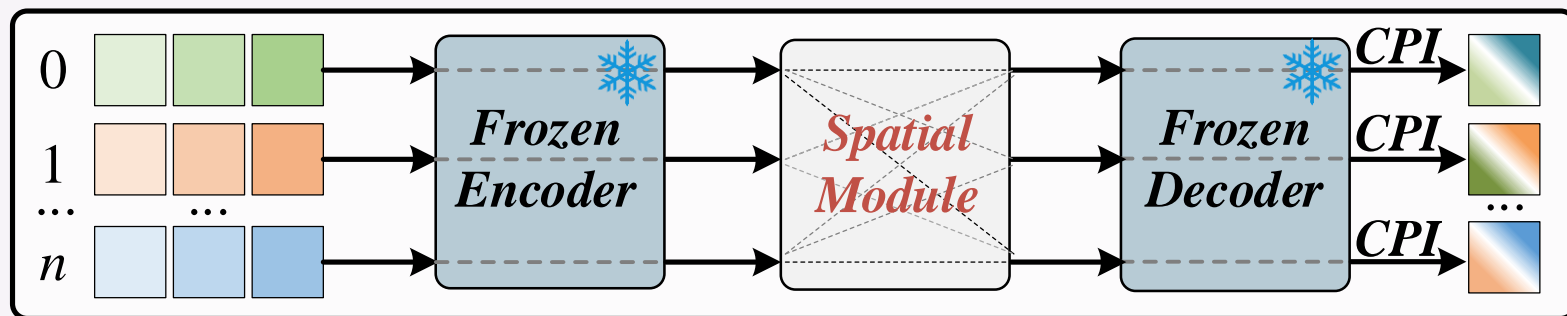 0
1
...
...
n
Frozen
Encoder
Spatial
Module
Frozen
Decoder
CPI
CPI
...
CPI